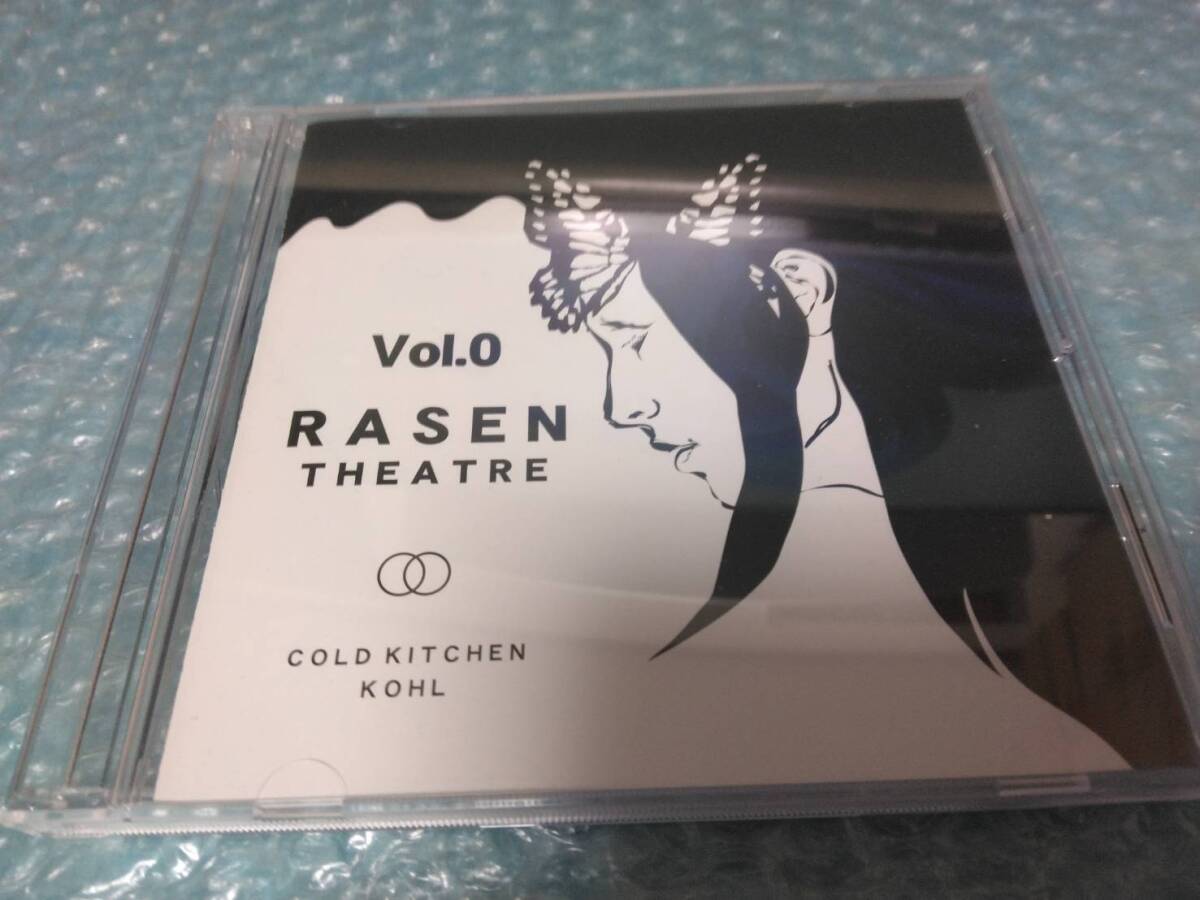 Vol.0
RASEN
THEATRE
COLD KITCHEN
KOHL